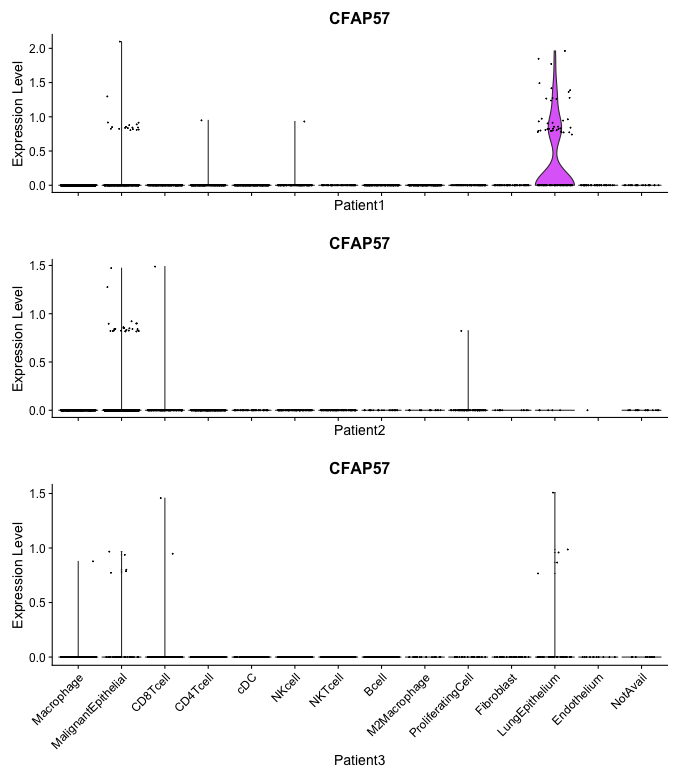 CFAP57
Expression Level
2.0
1.5
1.0
0.5
0.0
Patient1
CFAP57
Expression Level
1.5
1.0
0.5
0.0
Patient2
CFAP57
Expression Level
1.5
1.0
0.5
0.0
Macrophage
MalignantEpithelial
CD8Tcell
CD4Tcell
cDC
NKcell
NKTcell
Bcell
M2Macrophage
ProliferatingCell
Fibroblast
LungEpithelium
Endothelium
NotAvail
Patient3